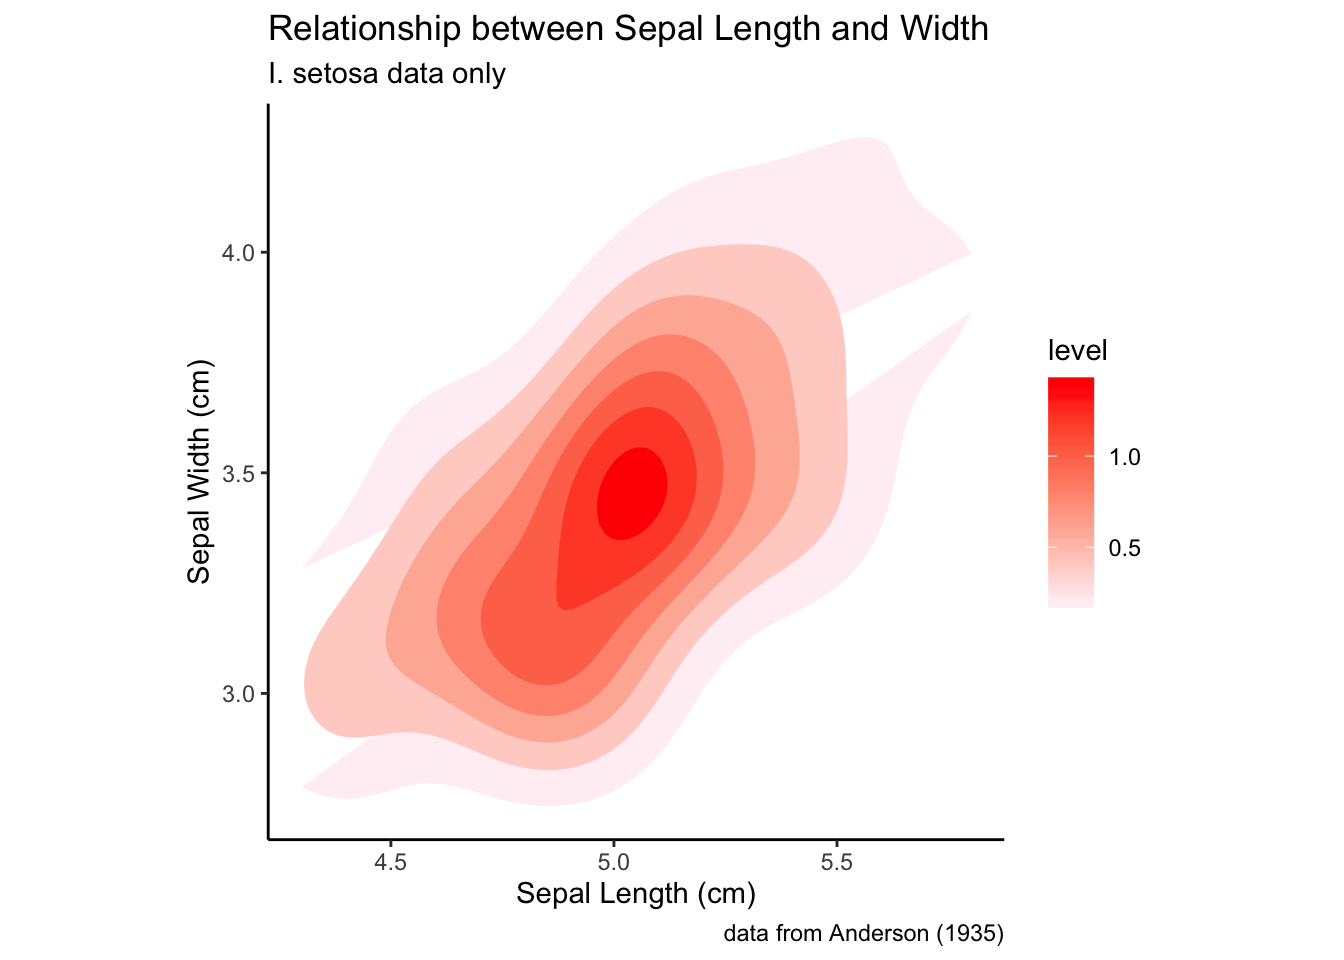 Relationship between Sepal Length and Width
I. setosa data only
Sepal Width (cm)
4.0
3.5
3.0
4.5
5.0
5.5
Sepal Length (cm)
level
1.0
0.5
data from Anderson (1935)